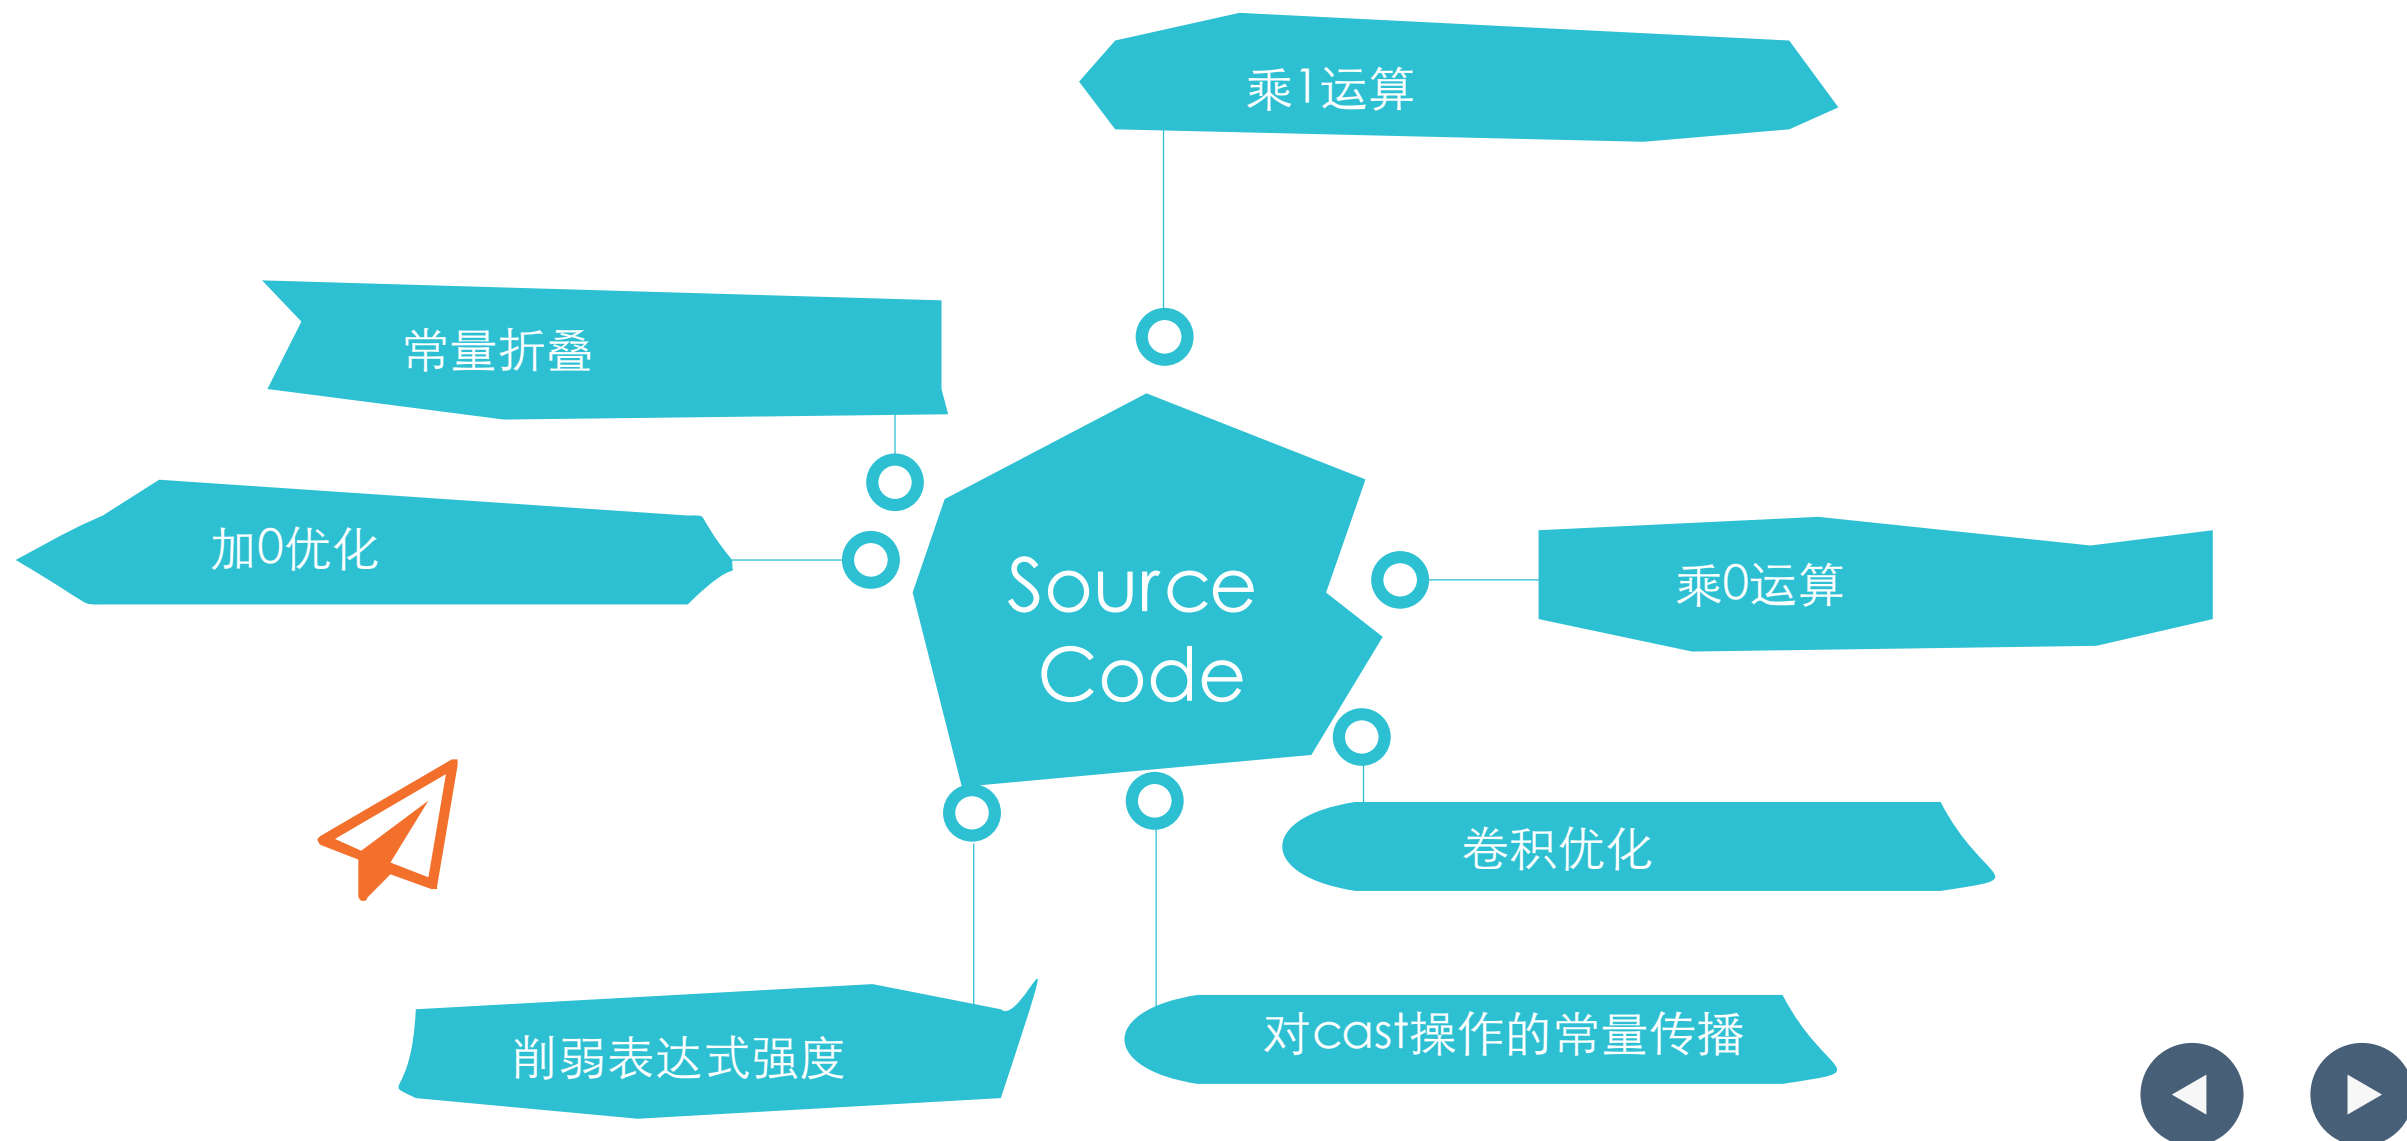 乘1运算
常量折叠
加0优化
Source
Code
乘0运算
卷积优化
削弱表达式强度
对cast操作的常量传播